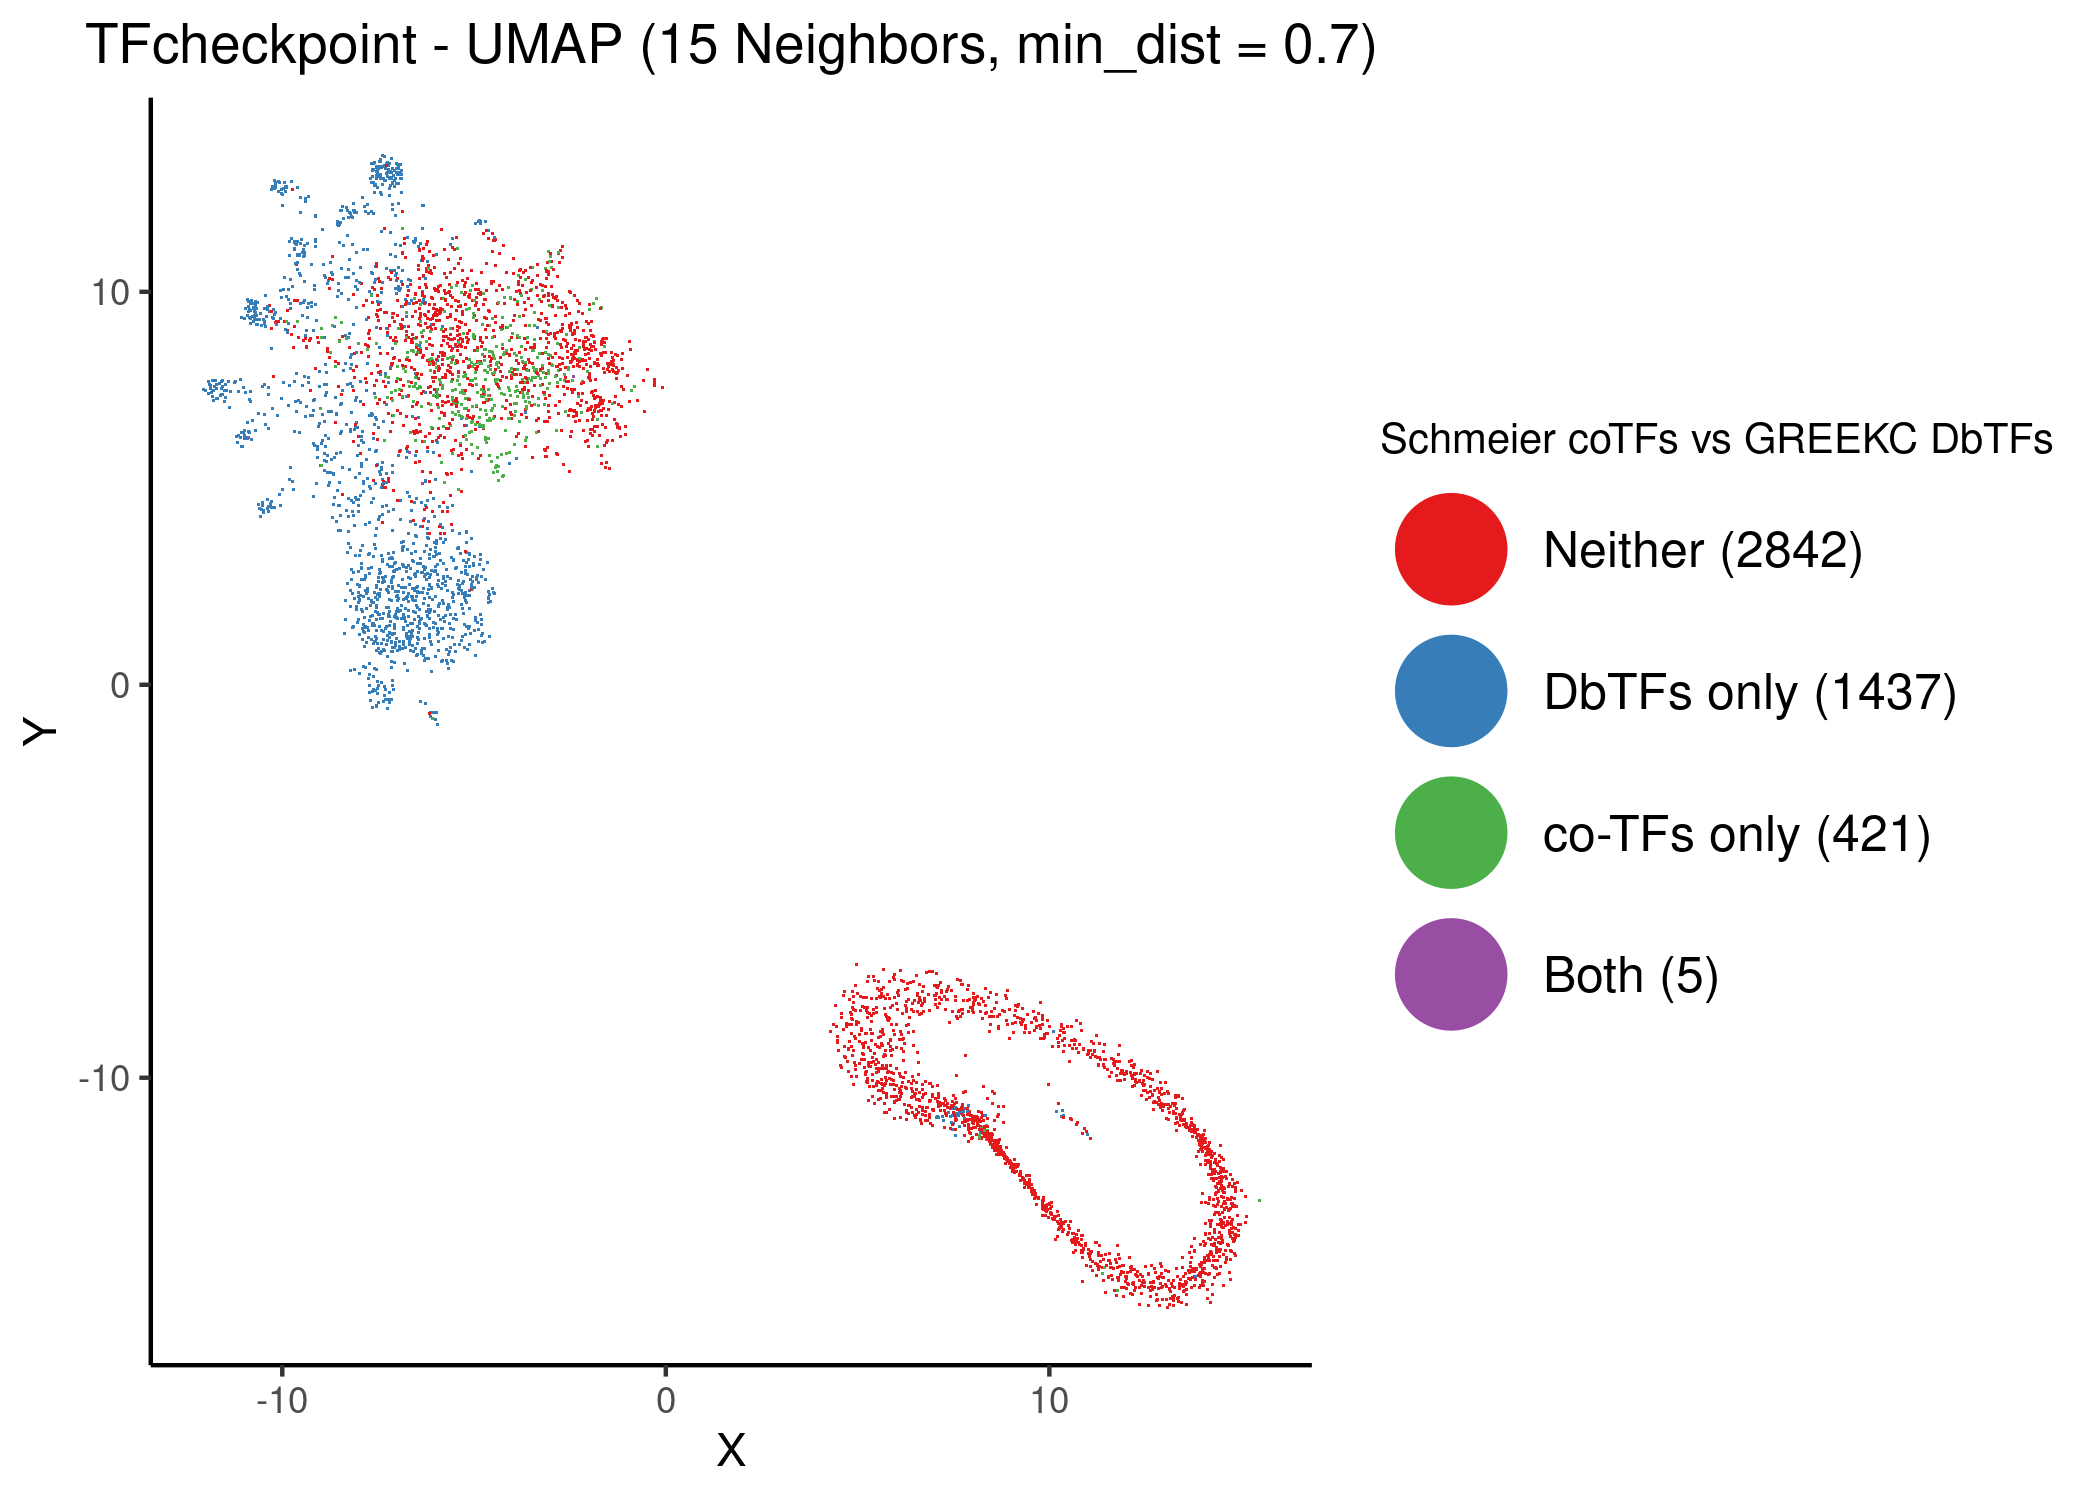 TFcheckpoint - UMAP (15 Neighbors, min_dist = 0.7)
10
0
-10
Y
-10
0
10
X
Schmeier coTFs vs GREEKC DbTFs
Neither (2842)
DbTFs only (1437)
co-TFs only (421)
Both (5)